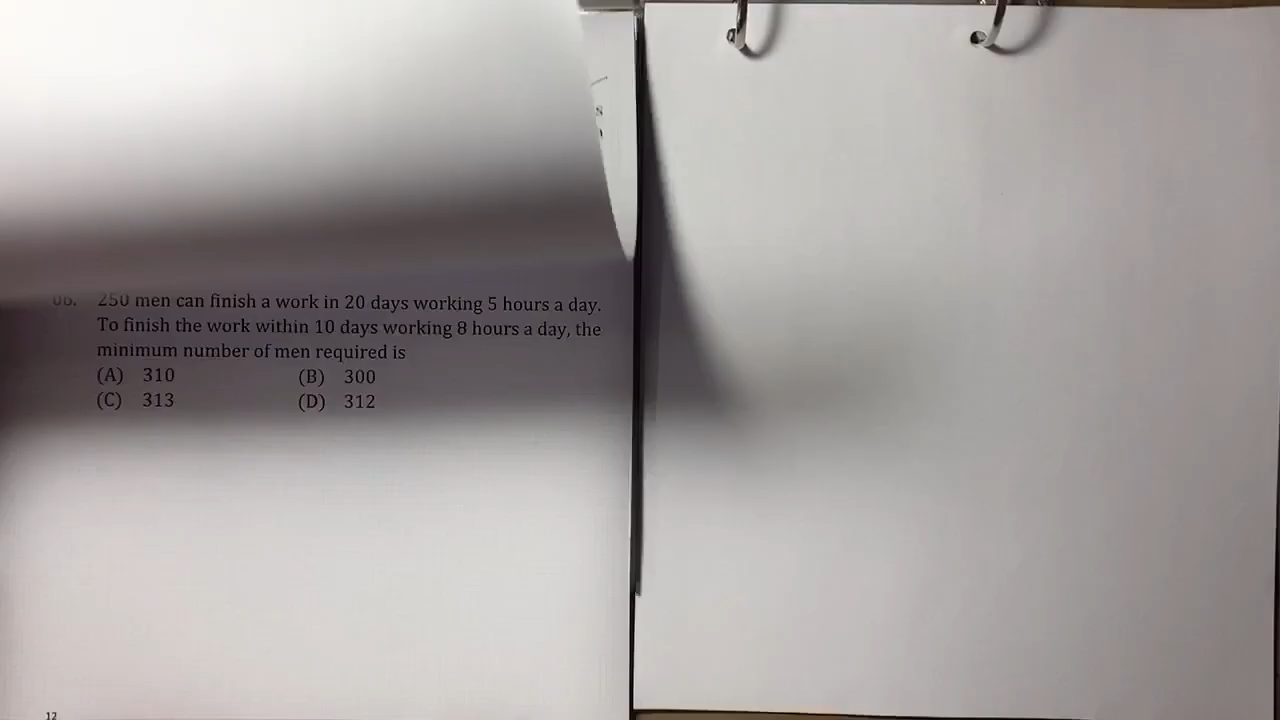 06. 250 men can finish a work in 20 days working 5 hours a day.
To finish the work within 10 days working 8 hours a day, the
minimum number of men required is
(A) 310 (B) 300
(C) 313 (D) 312
12